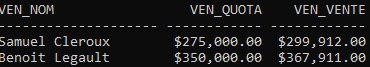 VEN_NOM VEN_QUOTA VEN_VENTE
-------------------- ----------- -----------
Samuel Cleroux $275,000.00 $299,912.00
Benoit Legault $350,000.00 $367,911.00